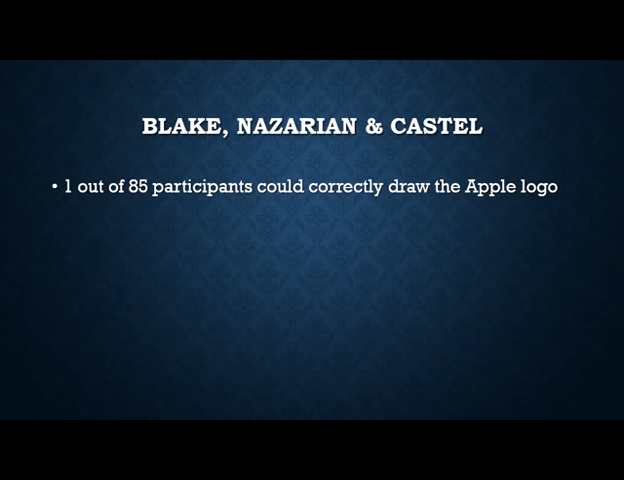 BLAKE, NAZARIAN & CASTEL
• 1 out of 85 participants could correctly draw the Apple logo